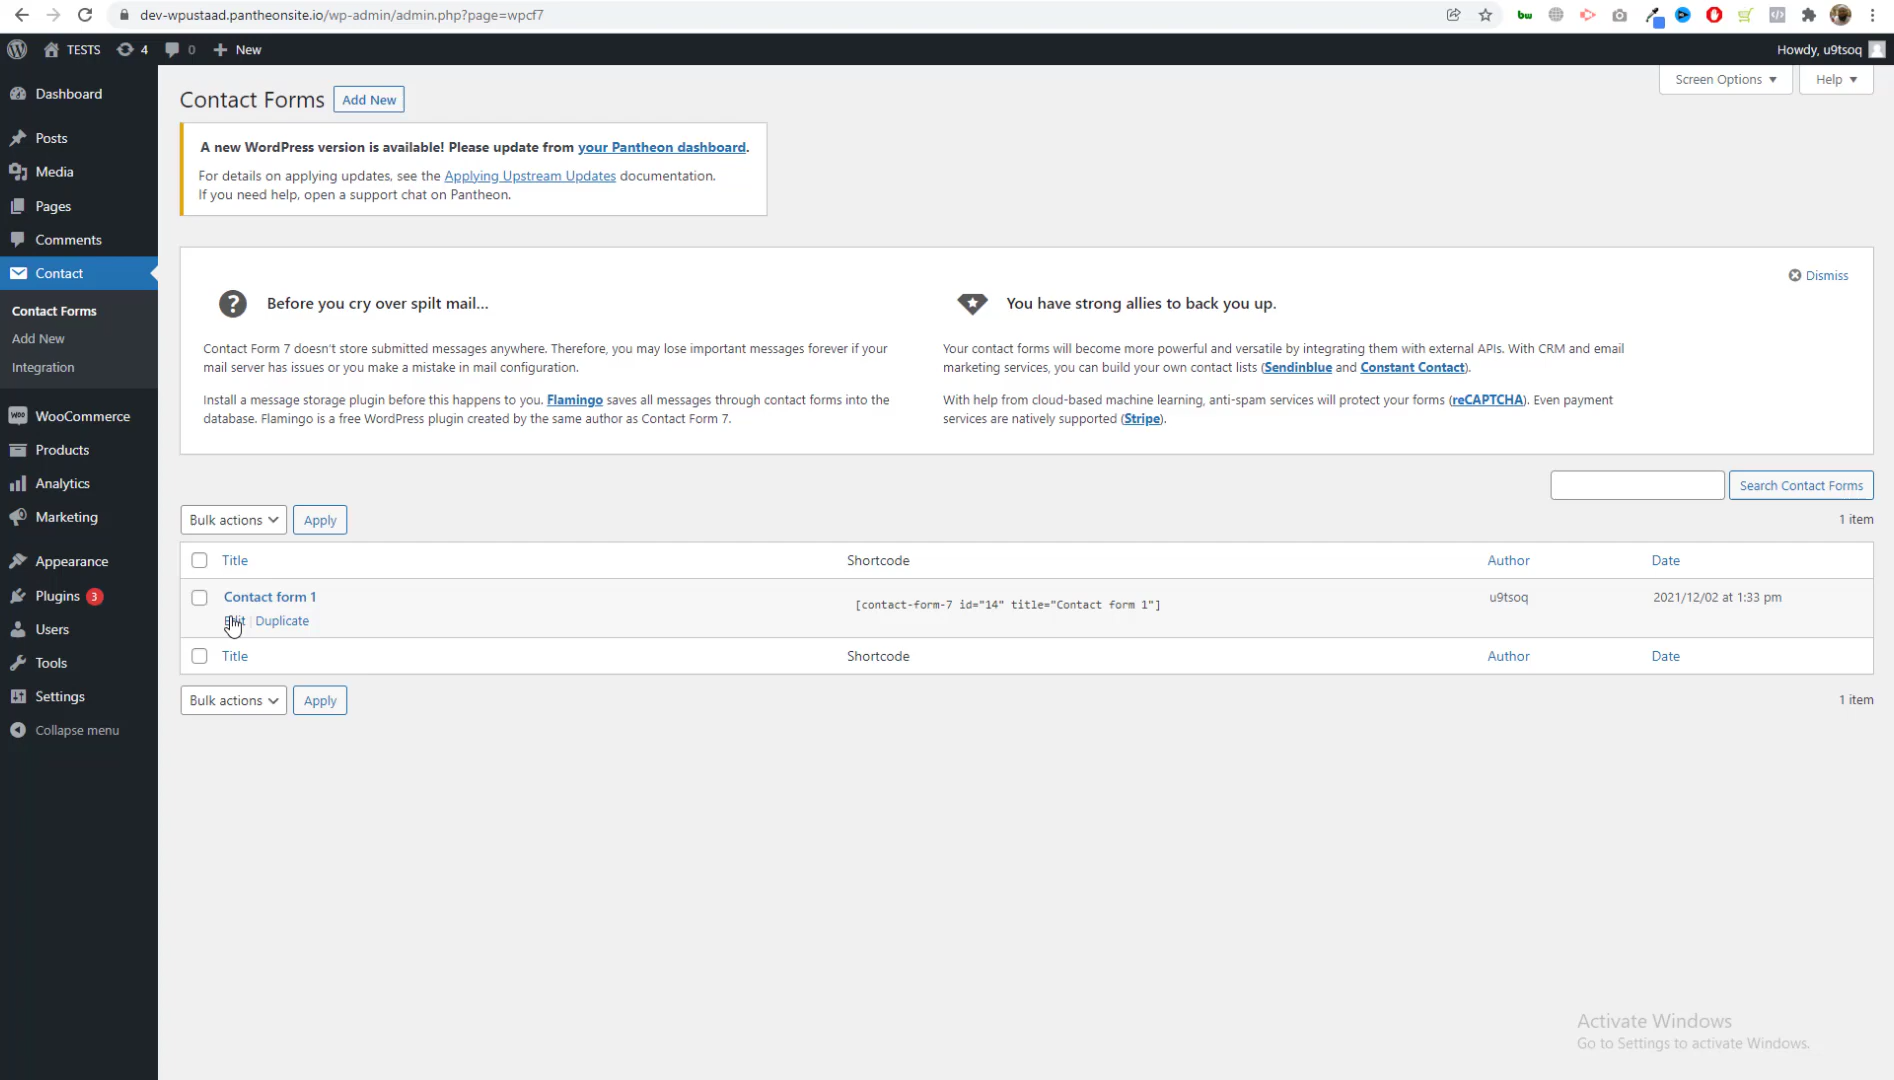 dev-wpustaad.pantheonsite.io/wp-admin/admin.php?page=wpcf7
TESTS 4 0 New
Howdy, u9tsoq
Screen Options
Help
Dashboard
Posts
Media
Pages
Comments
Contact
Contact Forms
Add New
Integration
WooCommerce
Products
Analytics
Marketing
Appearance
Plugins 3
Users
Tools
Settings
Collapse menu
Contact Forms Add New
A new WordPress version is available! Please update from your Pantheon dashboard.
For details on applying updates, see the Applying Upstream Updates documentation.
If you need help, open a support chat on Pantheon.
Dismiss
Before you cry over spilt mail...
Contact Form 7 doesn't store submitted messages anywhere. Therefore, you may lose important messages forever if your
mail server has issues or you make a mistake in mail configuration.
Install a message storage plugin before this happens to you. Flamingo saves all messages through contact forms into the
database. Flamingo is a free WordPress plugin created by the same author as Contact Form 7.
You have strong allies to back you up.
Your contact forms will become more powerful and versatile by integrating them with external APIs. With CRM and email
marketing services, you can build your own contact lists (Sendinblue and Constant Contact).
With help from cloud-based machine learning, anti-spam services will protect your forms (reCAPTCHA). Even payment
services are natively supported (Stripe).
Search Contact Forms
Bulk actions Apply 1 item
Title Shortcode Author Date
Contact form 1 [contact-form-7 id="14" title="Contact form 1"] u9tsoq 2021/12/02 at 1:33 pm
| Duplicate
Title Shortcode Author Date
Bulk actions Apply 1 item
Activate Windows
Go to Settings to activate Windows.